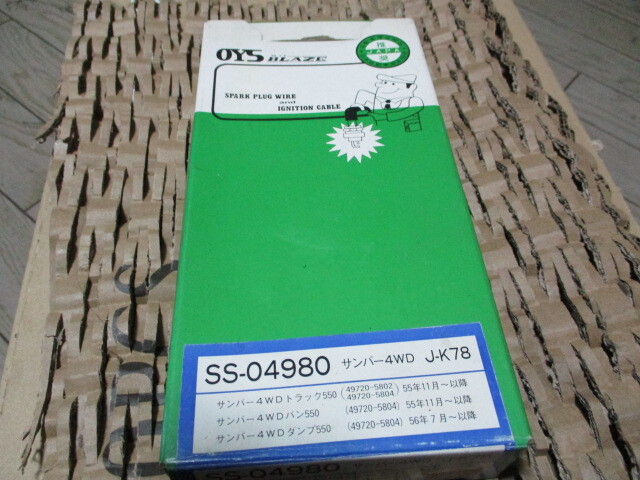 OYS BLAZE
推
JAPA
SPARK PLUG WIRE
and
IGNITION CABLE
SS-04980 サンバー4WD J-K78
サンバー4WDトラック550 (49720-5802 49720-5804) 55年11月〜以降
サンバー4WDバン550 (49720-5804) 55年11月〜以降
サンバー4WDダンプ550 (49720-5804) 56年7月〜以降
SS-04980